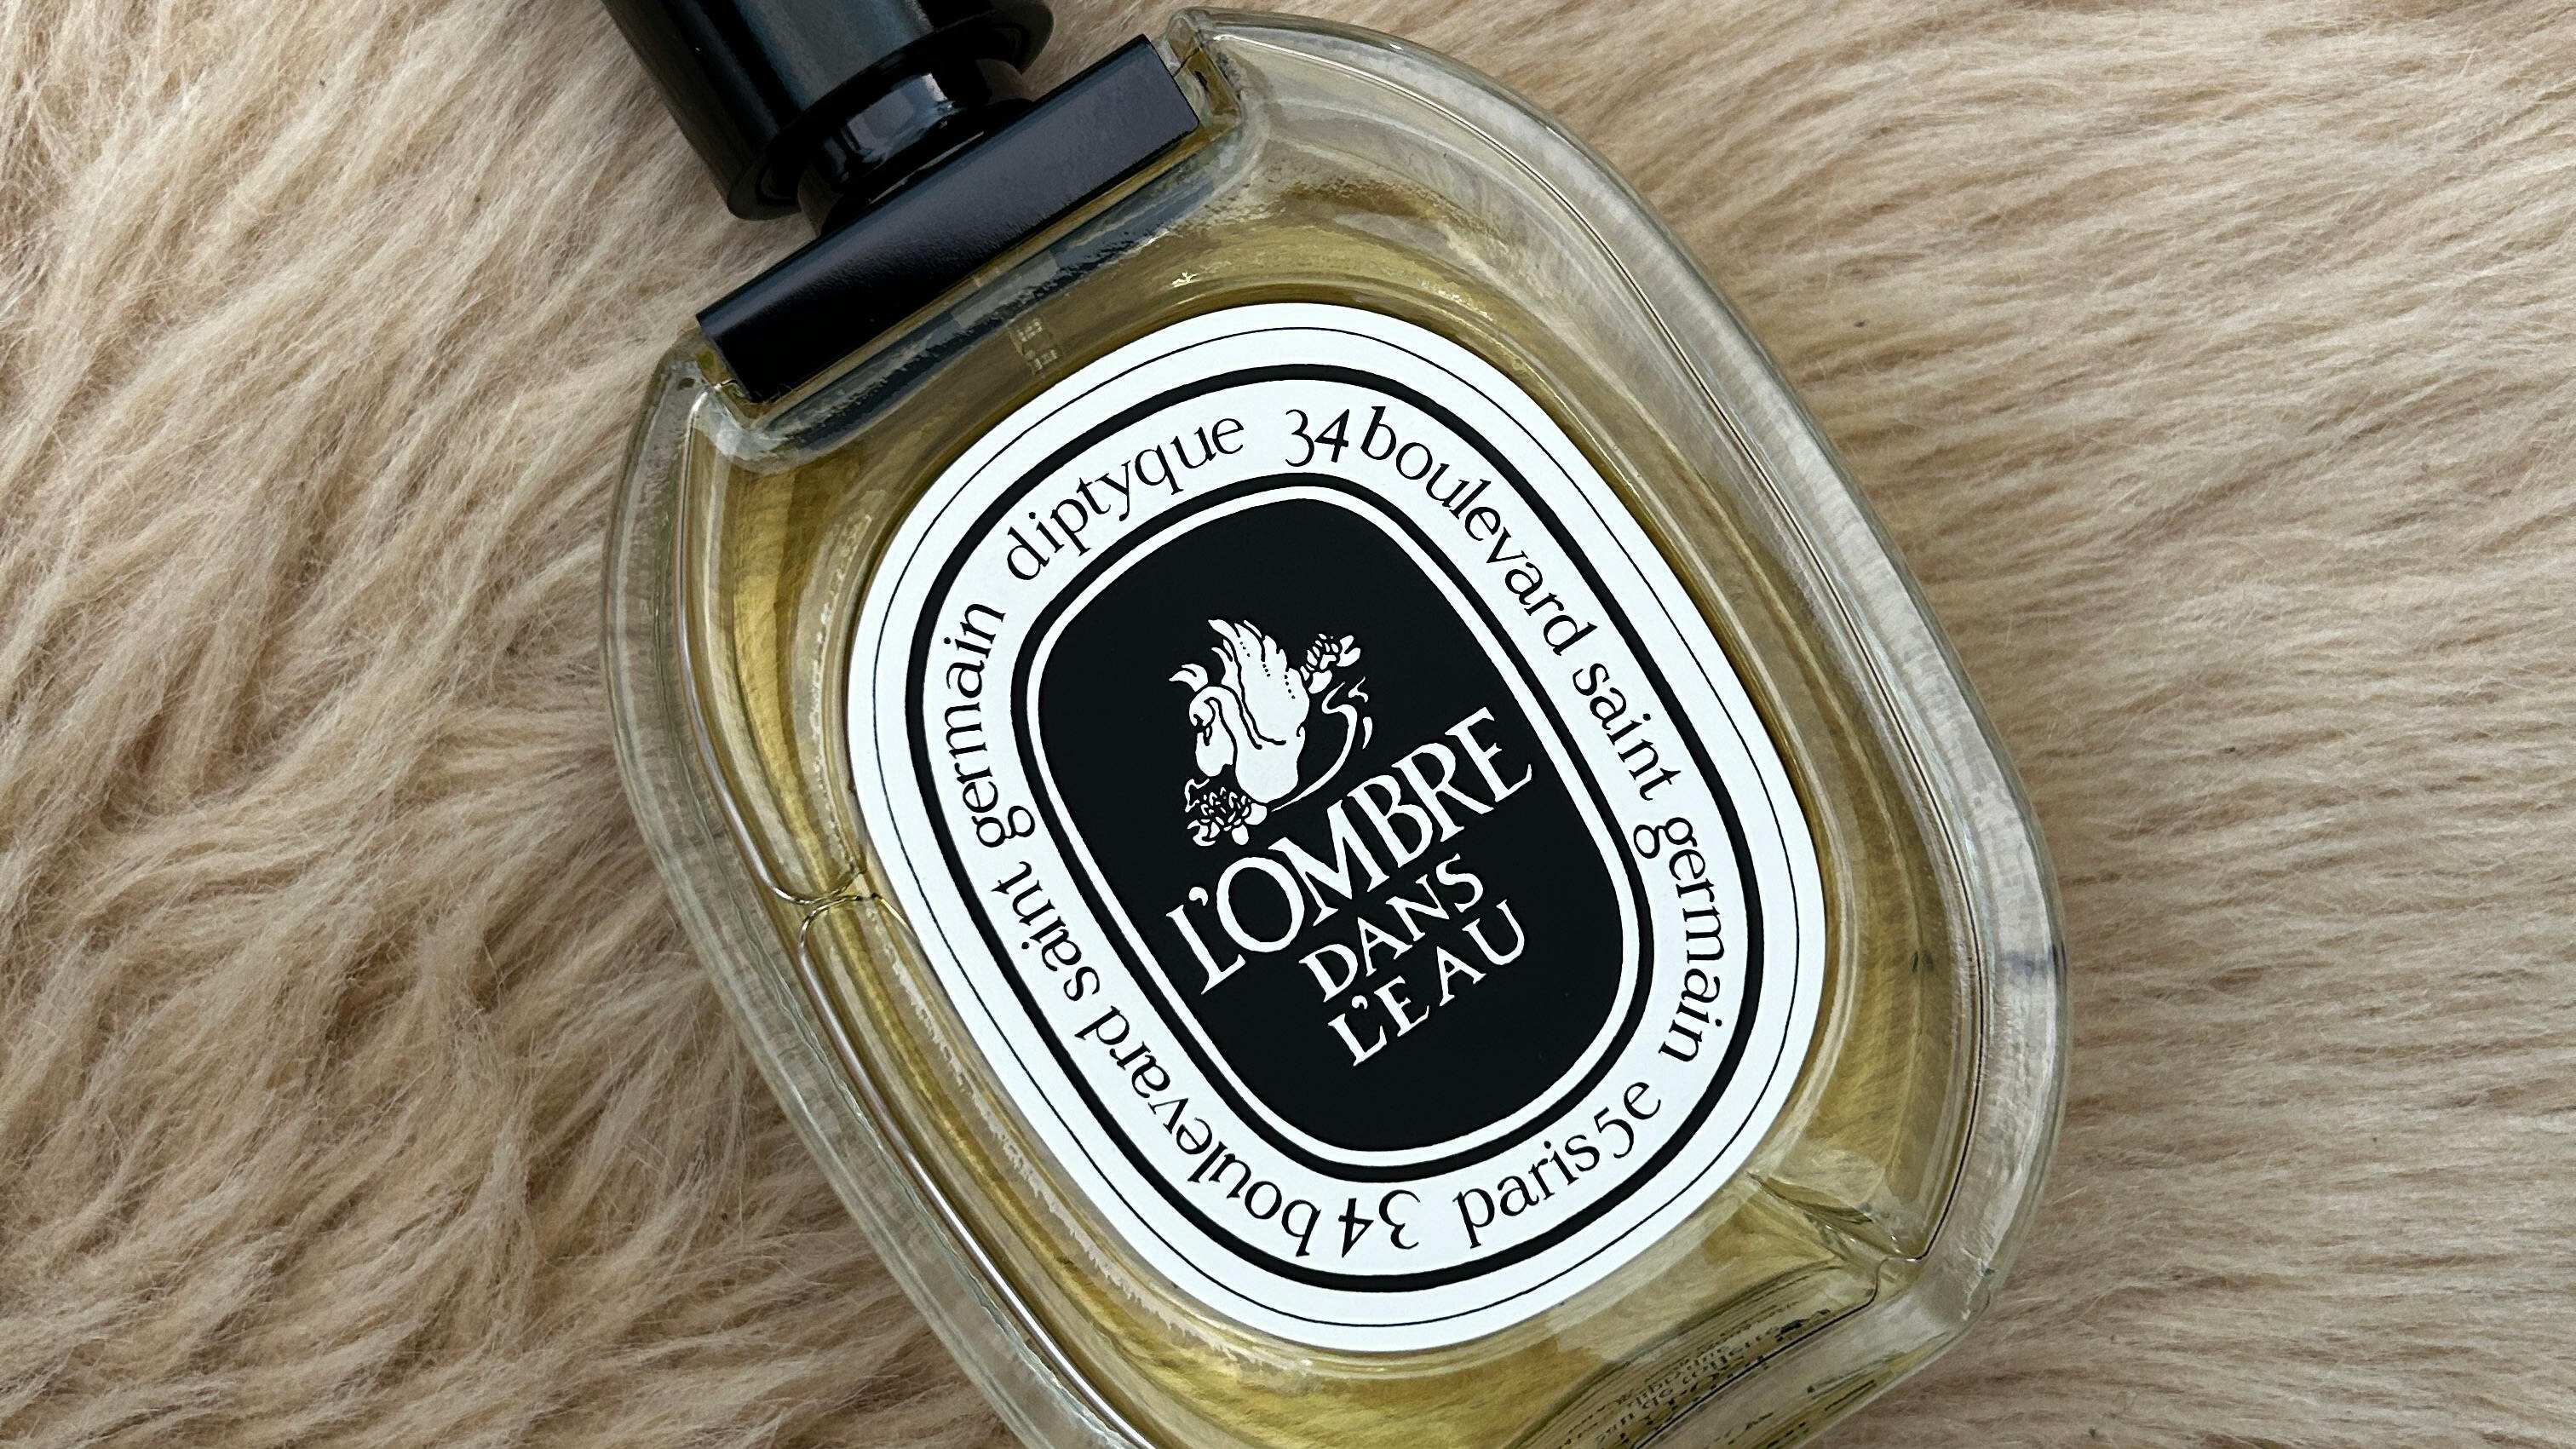 diptyque 34 boulevard saint germain paris 5e 34 boulevard saint germain
L'OMBRE
DANS
L'EAU